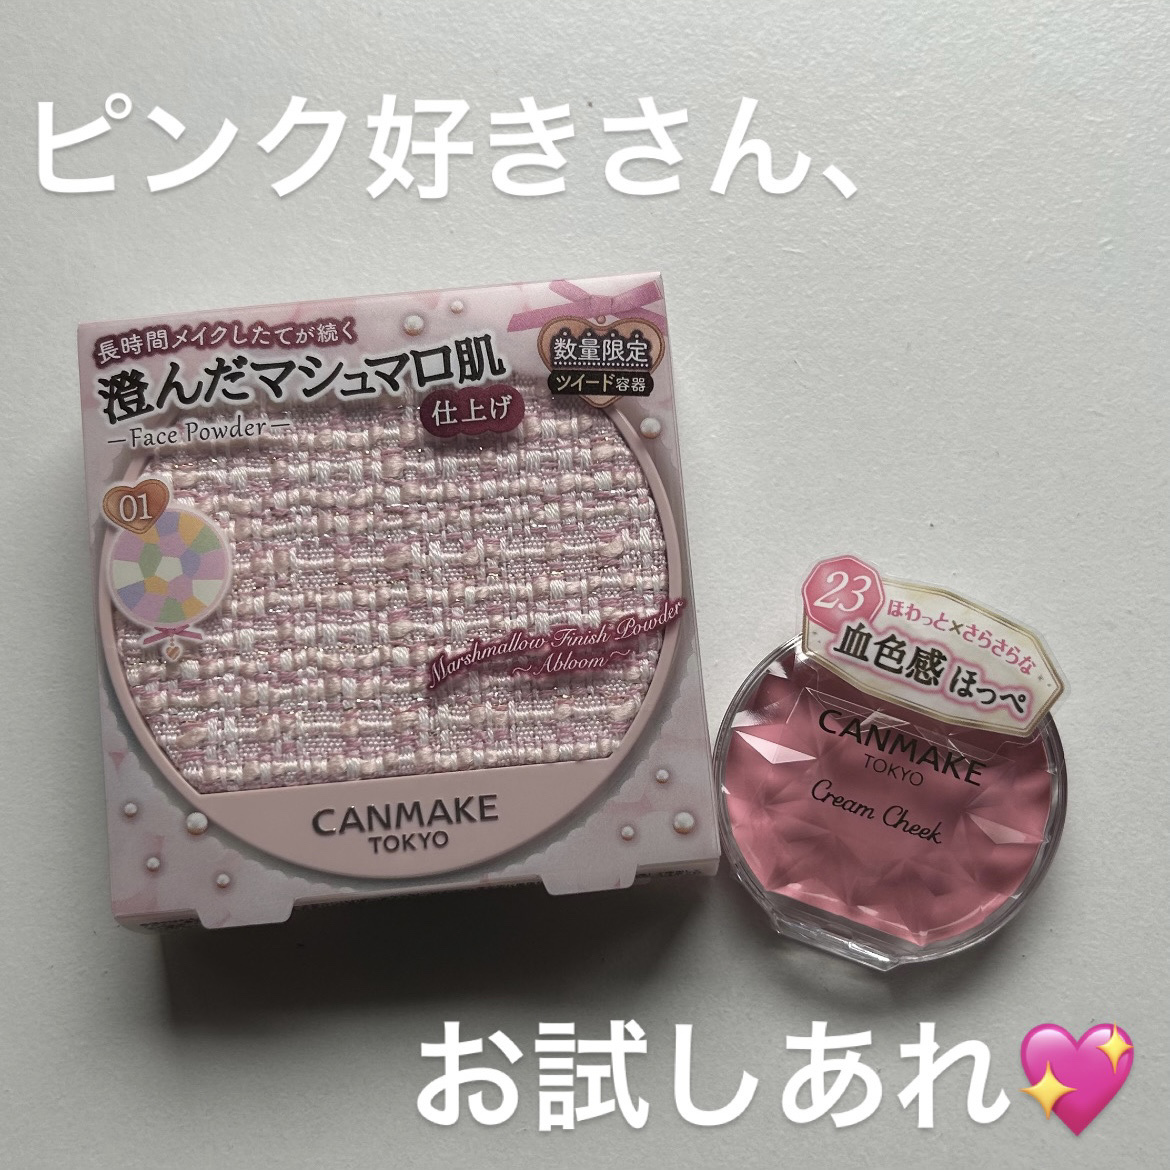 ピンク好きさん、
長時間メイクしたてが続く
澄んだマシュマロ肌
仕上げ
—Face Powder—
数量限定
ツイード容器
01
Marshmallow Finish Powder
～Abloom～
CANMAKE
TOKYO
23
ほわっと×さらさらな
血色感 ほっぺ
CANMAKE
TOKYO
Cream Cheek
お試しあれ💖